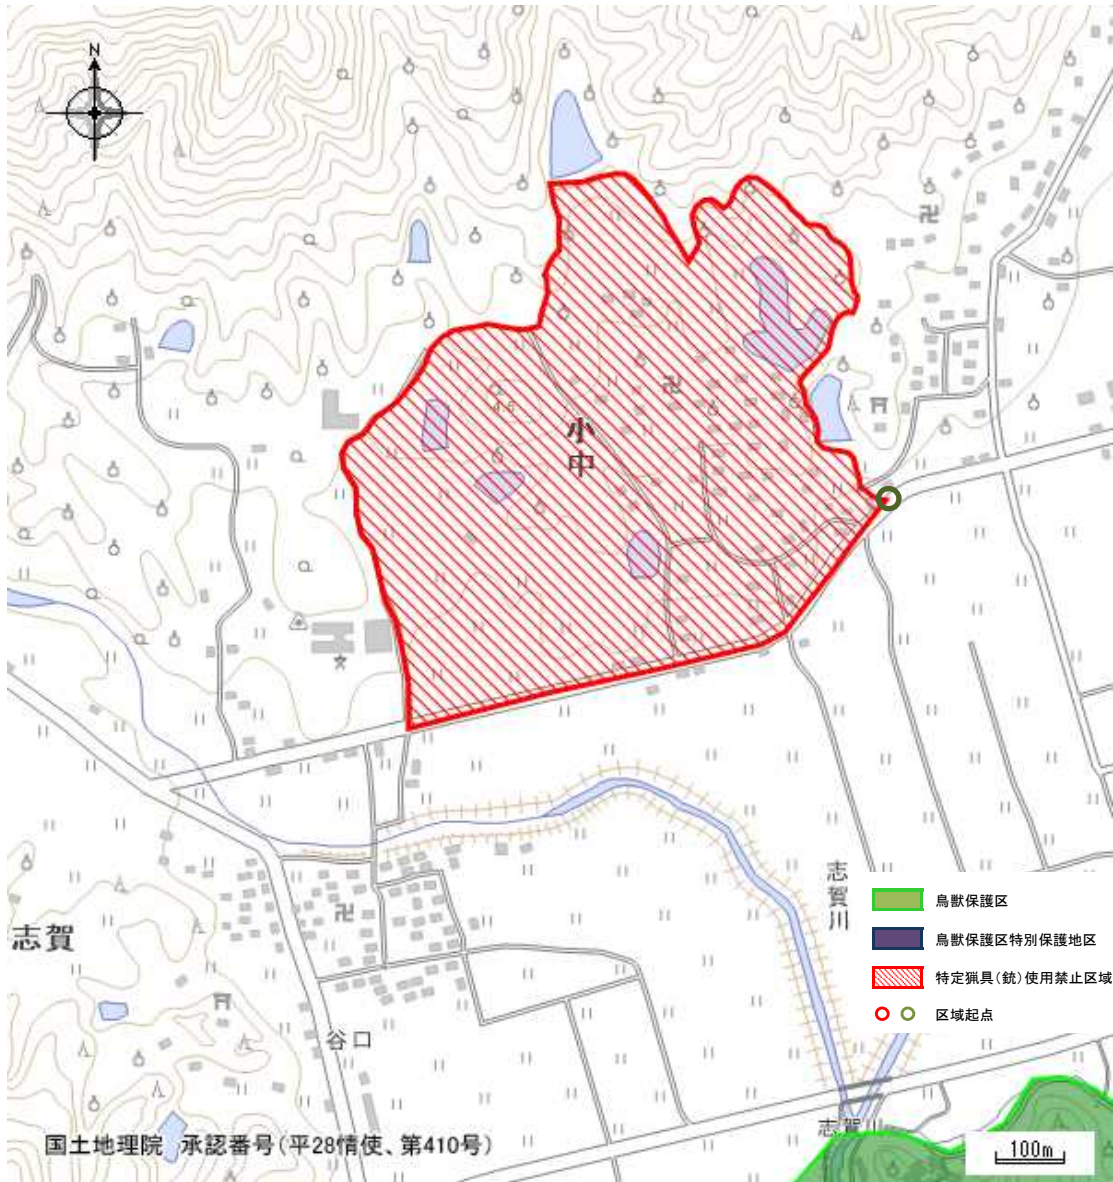 N
4.5
小中
志賀川
志賀
谷口
志賀川
鳥獣保護区
鳥獣保護区特別保護地区
特定猟具(銃)使用禁止区域
区域起点
国土地理院 承認番号(平28情使、第410号)
100m